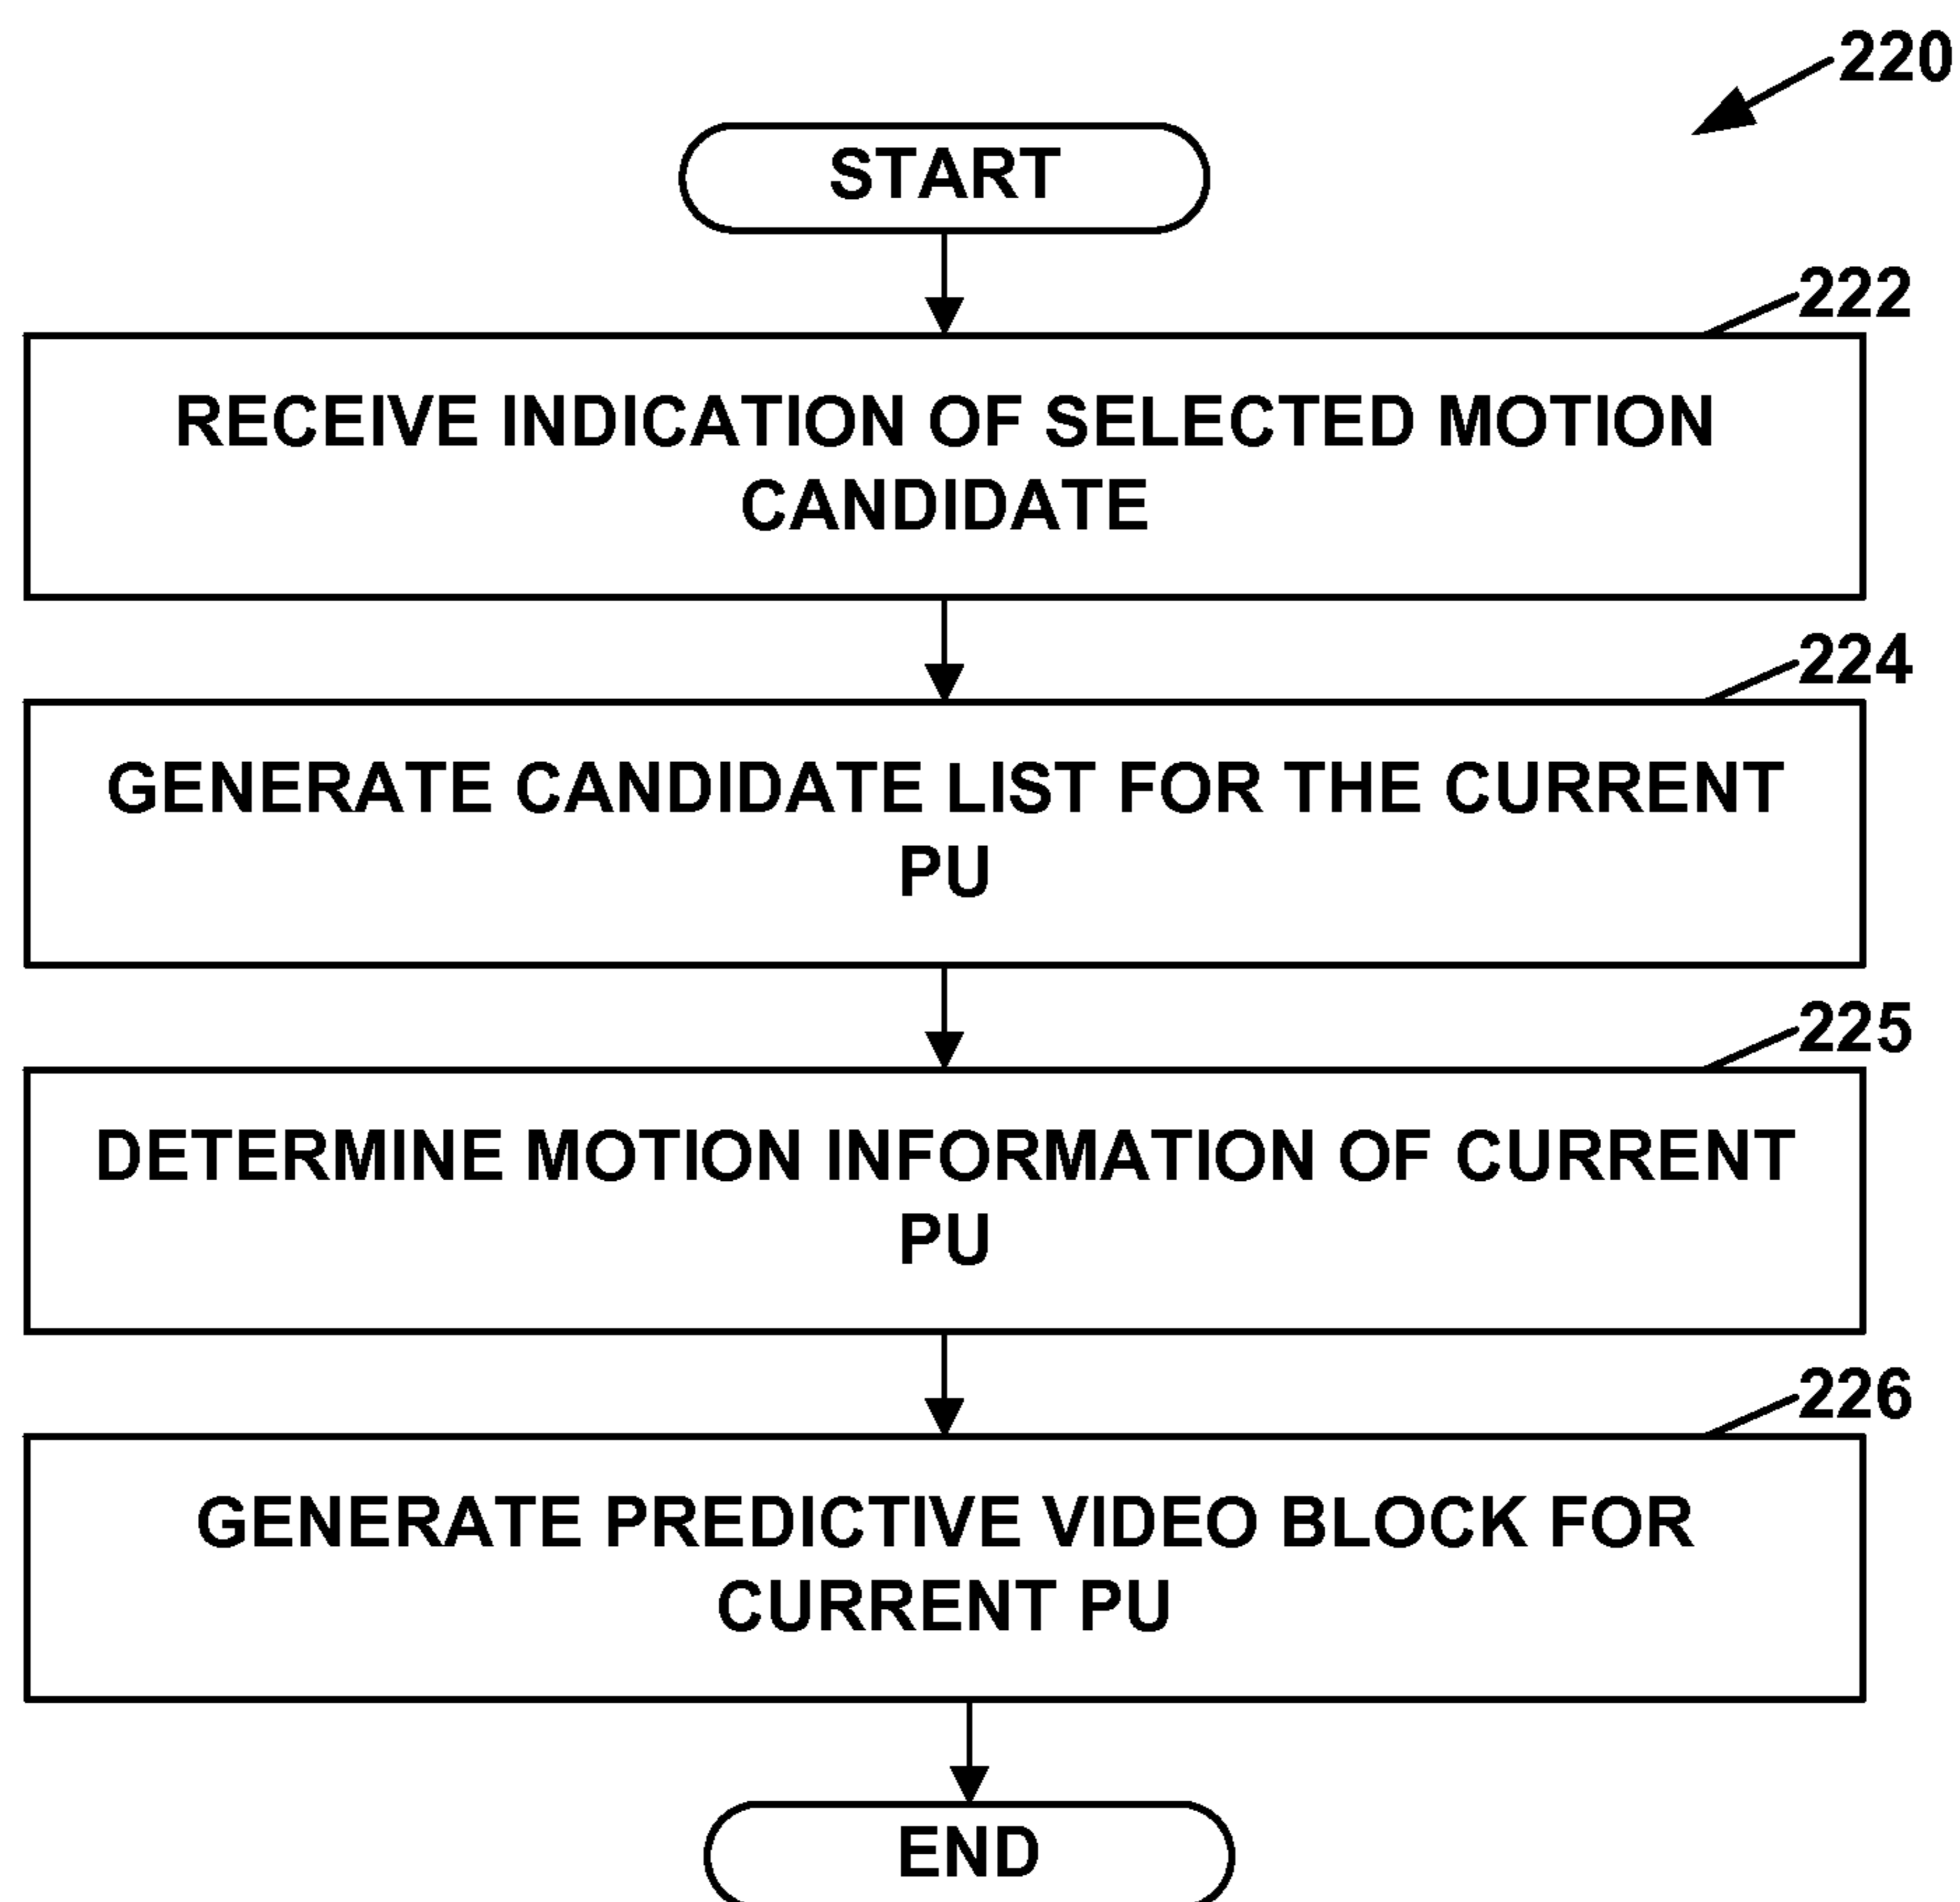 220
START
222
RECEIVE INDICATION OF SELECTED MOTION
CANDIDATE
224
GENERATE CANDIDATE LIST FOR THE CURRENT
PU
225
DETERMINE MOTION INFORMATION OF CURRENT
PU
226
GENERATE PREDICTIVE VIDEO BLOCK FOR
CURRENT PU
END